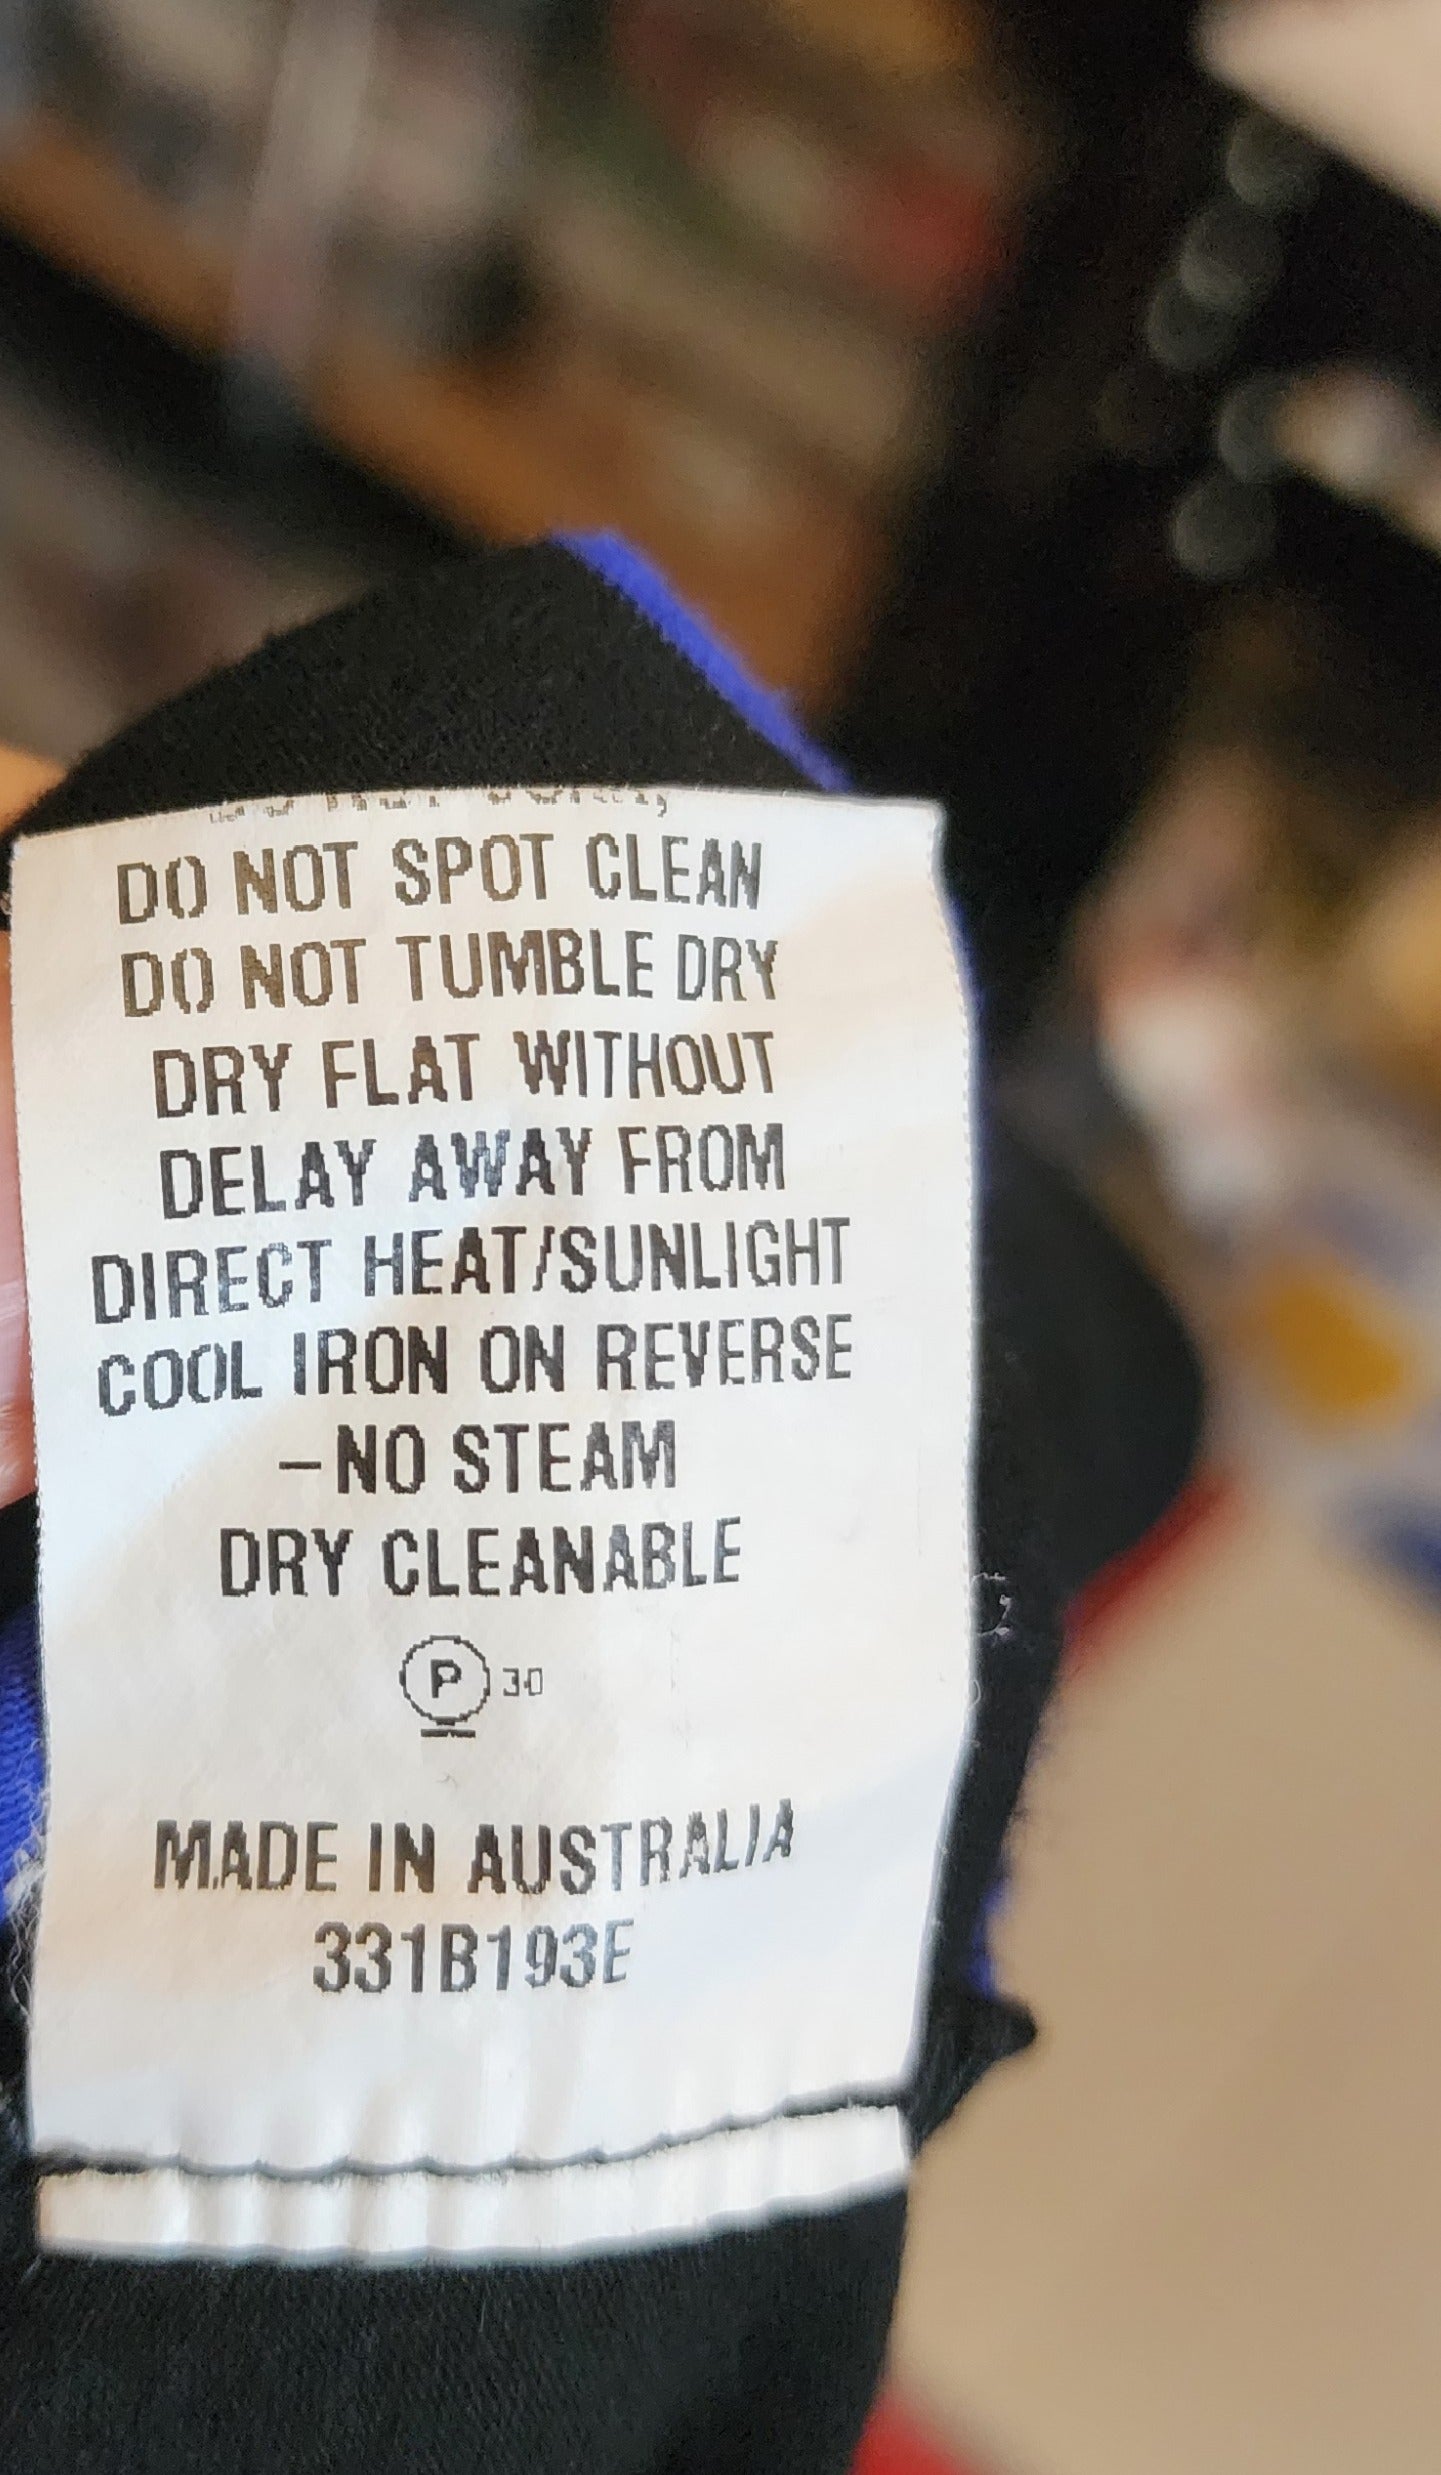 DO NOT SPOT CLEAN
DO NOT TUMBLE DRY
DRY FLAT WITHOUT
DELAY AWAY FROM
DIRECT HEAT/SUNLIGHT
COOL IRON ON REVERSE
–NO STEAM
DRY CLEANABLE
P 30
MADE IN AUSTRALIA
331B193E